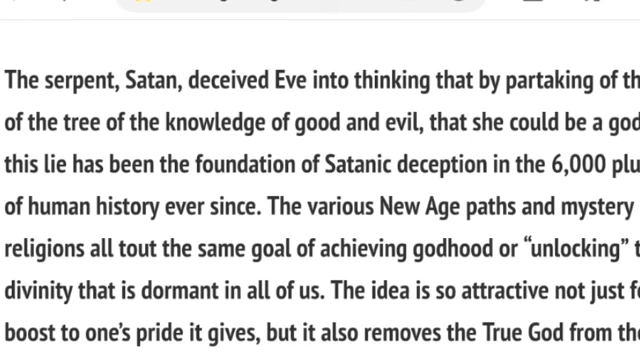 The serpent, Satan, deceived Eve into thinking that by partaking of th
of the tree of the knowledge of good and evil, that she could be a god
this lie has been the foundation of Satanic deception in the 6,000 plu
of human history ever since. The various New Age paths and mystery
religions all tout the same goal of achieving godhood or “unlocking” t
divinity that is dormant in all of us. The idea is so attractive not just f
boost to one’s pride it gives, but it also removes the True God from the